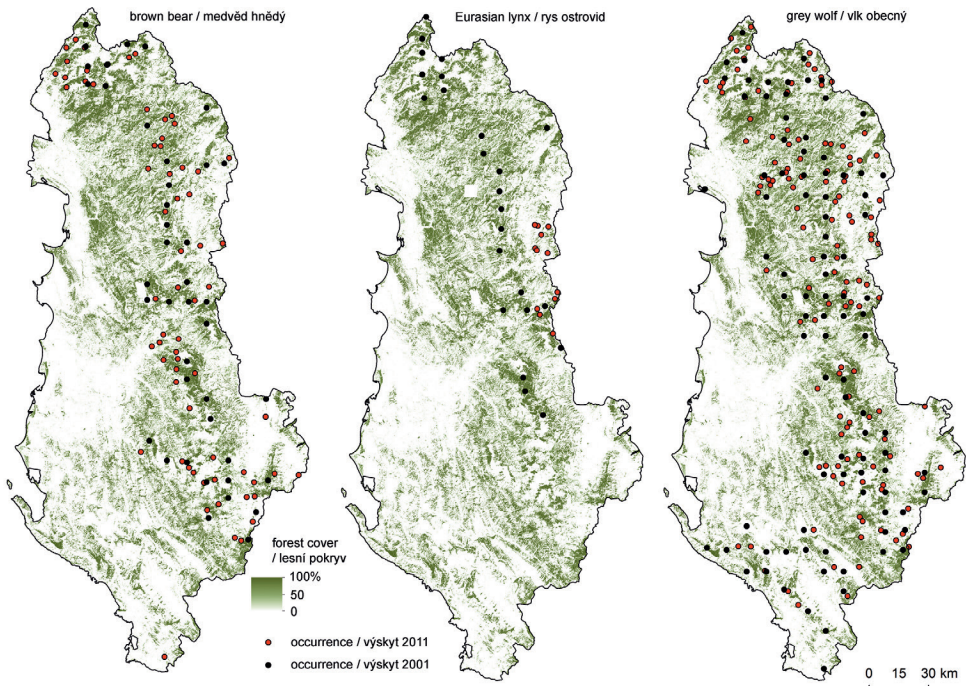 brown bear / medvěd hnědý
Eurasian lynx / rys ostrovid
grey wolf / vlk obecný
forest cover
/ lesní pokryv
100%
50
0
occurrence / výskyt 2011
occurrence / výskyt 2001
0 15 30 km